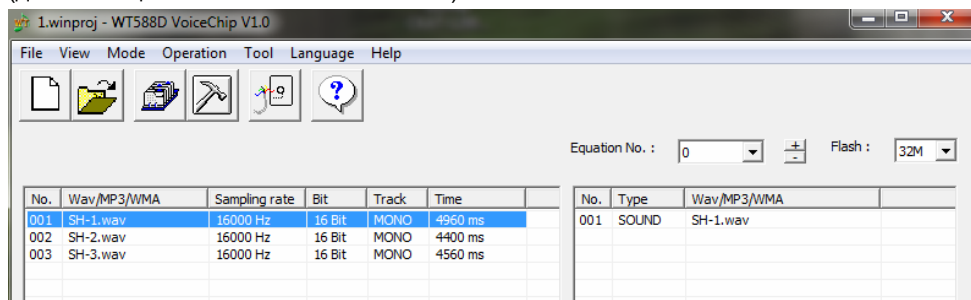 1.winproj - WT588D VoiceChip V1.0
File View Mode Operation Tool Language Help
Equation No. : 0 + - Flash : 32M
No. Wav/MP3/WMA Sampling rate Bit Track Time
001 SH-1.wav 16000 Hz 16 Bit MONO 4960 ms
002 SH-2.wav 16000 Hz 16 Bit MONO 4400 ms
003 SH-3.wav 16000 Hz 16 Bit MONO 4560 ms
No. Type Wav/MP3/WMA
001 SOUND SH-1.wav